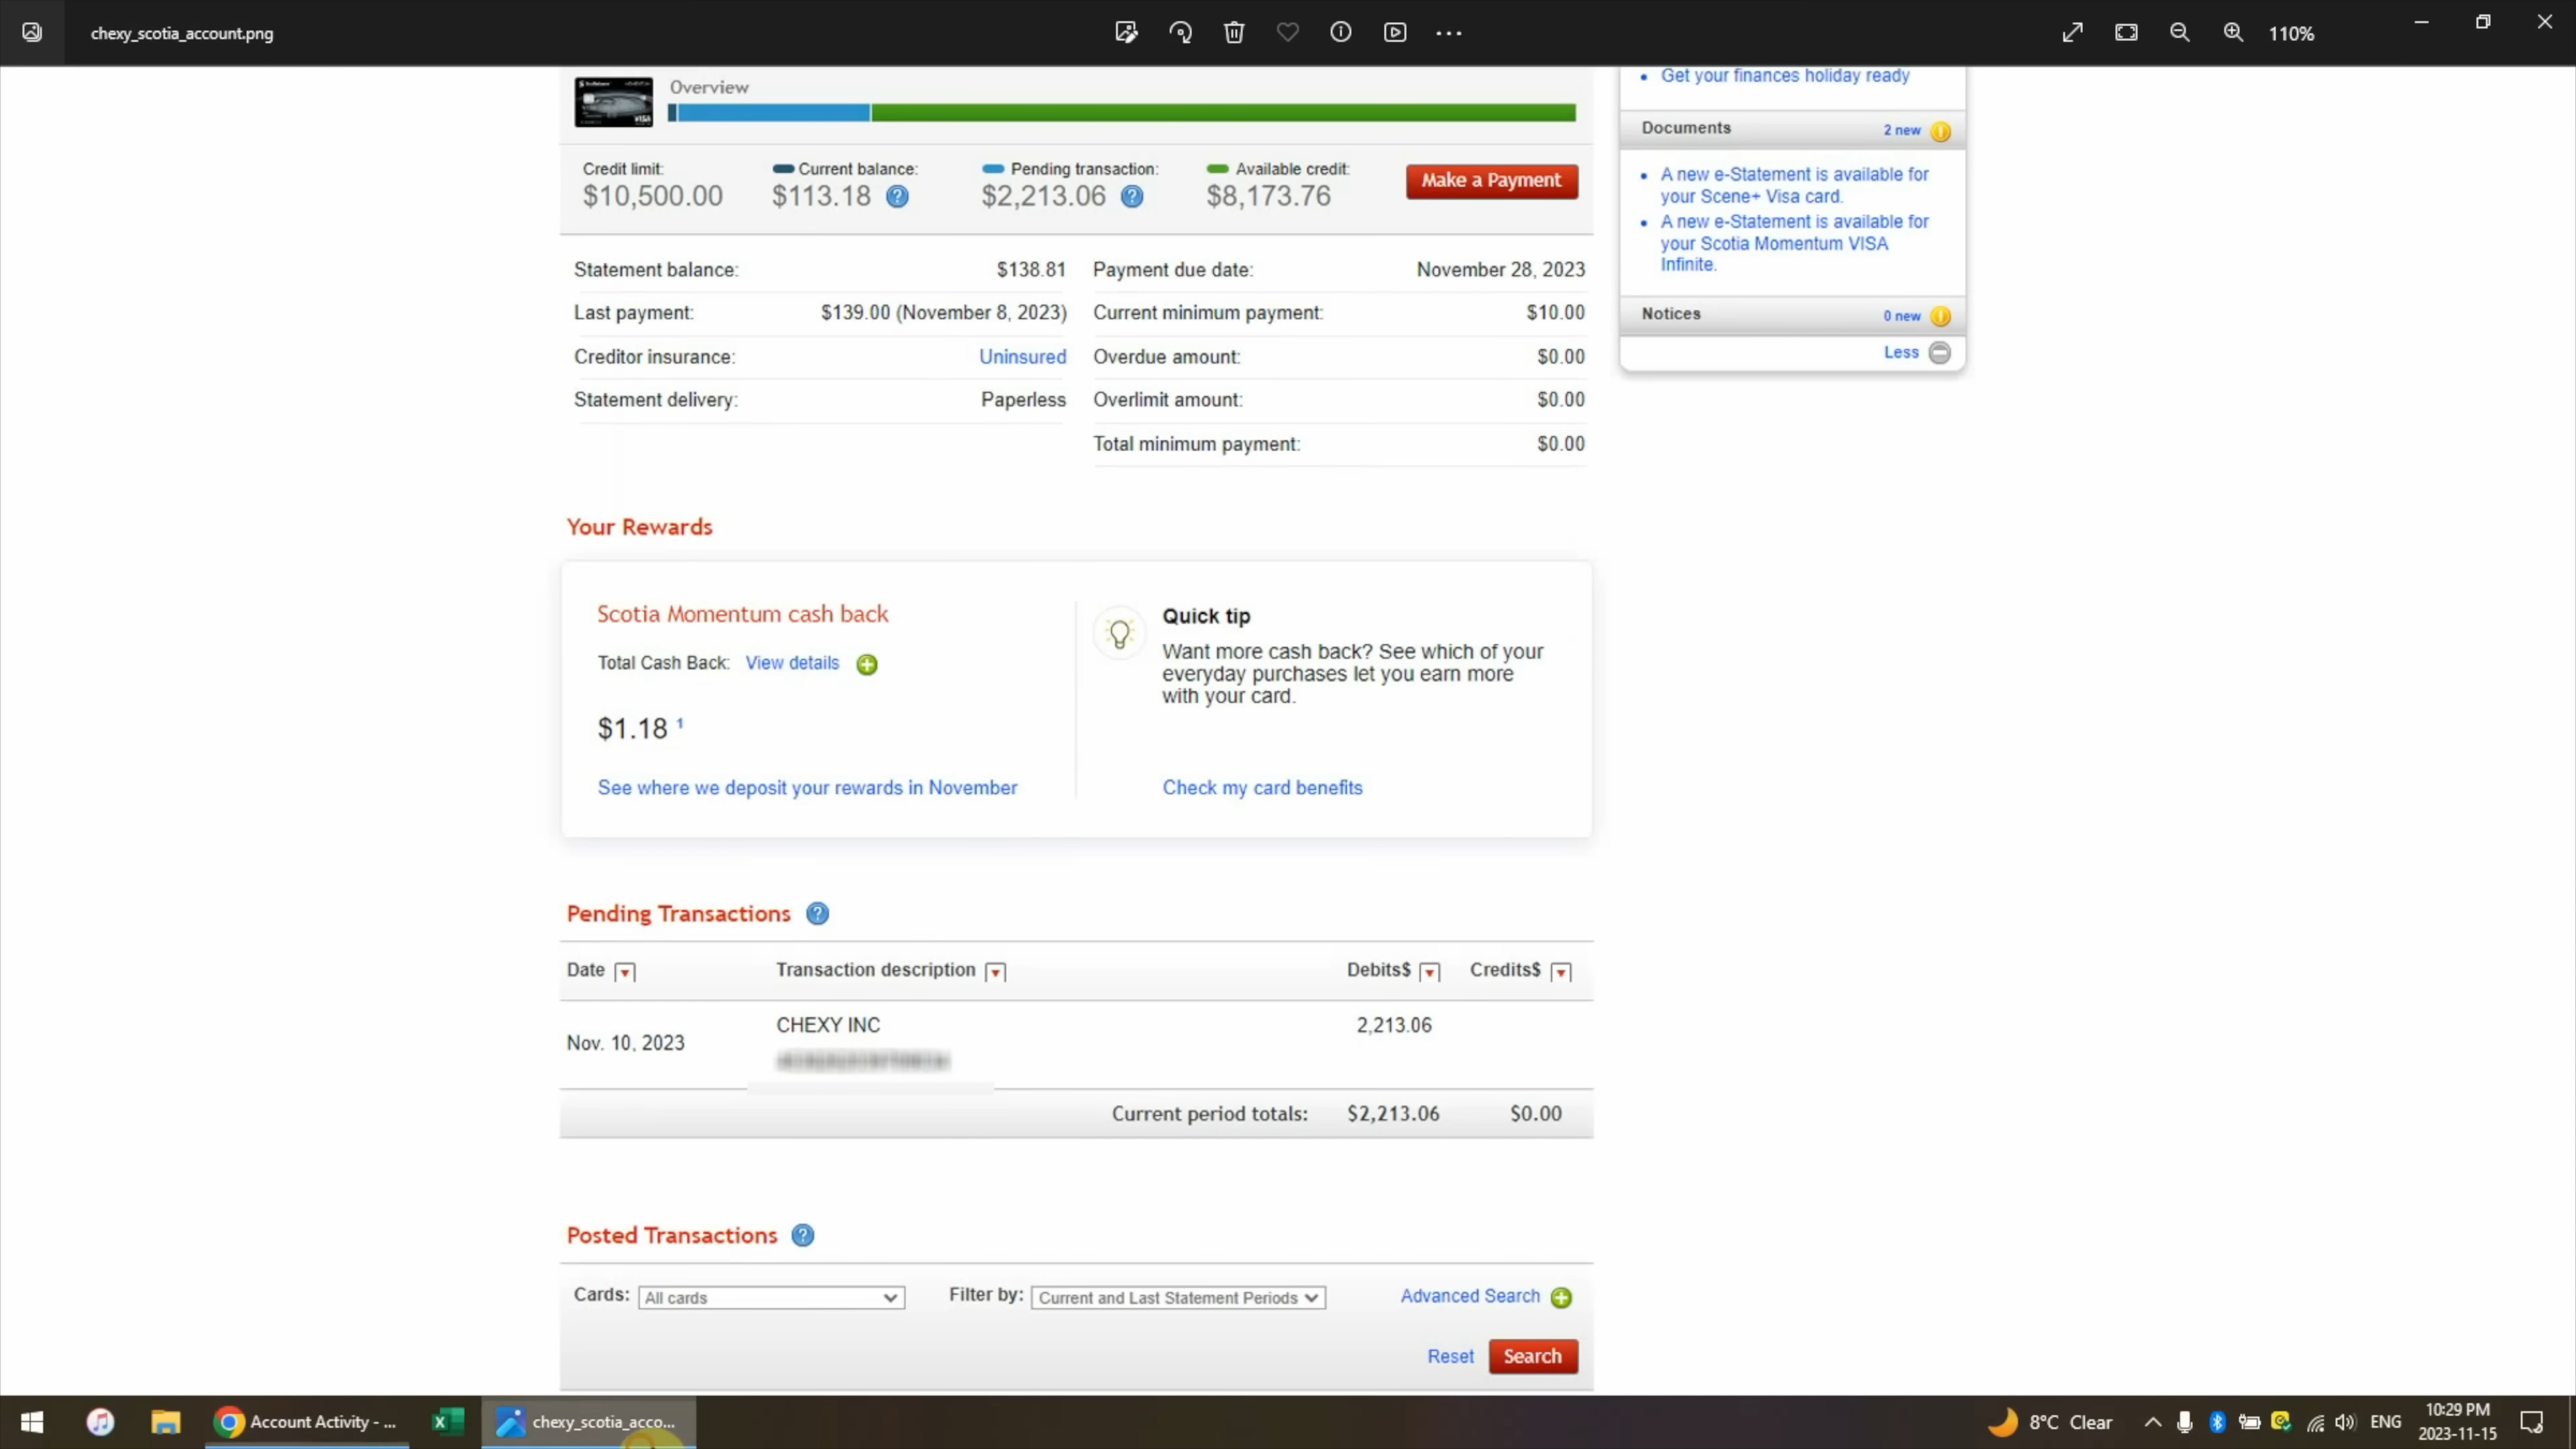 chexy_scotia_account.png
110%
Overview
Credit limit:
$10,500.00
Current balance:
$113.18
Pending transaction:
$2,213.06
Available credit:
$8,173.76
Make a Payment
Statement balance:
$138.81
Payment due date:
November 28, 2023
Last payment:
$139.00 (November 8, 2023)
Current minimum payment:
$10.00
Creditor insurance:
Uninsured
Overdue amount:
$0.00
Statement delivery:
Paperless
Overlimit amount:
$0.00
Total minimum payment:
$0.00
Get your finances holiday ready
Documents
2 new
A new e-Statement is available for
your Scene+ Visa card.
A new e-Statement is available for
your Scotia Momentum VISA
Infinite.
Notices
0 new
Less
Your Rewards
Scotia Momentum cash back
Total Cash Back: View details
$1.18 1
See where we deposit your rewards in November
Quick tip
Want more cash back? See which of your
everyday purchases let you earn more
with your card.
Check my card benefits
Pending Transactions
Date
Transaction description
Debits$
Credits$
Nov. 10, 2023
CHEXY INC
2,213.06
Current period totals:
$2,213.06
$0.00
Posted Transactions
Cards:
All cards
Filter by:
Current and Last Statement Periods
Advanced Search
Reset
Search
Account Activity - ...
chexy_scotia_acco...
8°C Clear
ENG
10:29 PM
2023-11-15